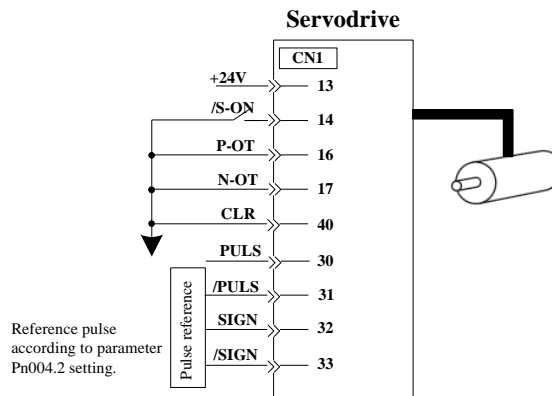 Servodrive
CN1
+24V 13
/S-ON 14
P-OT 16
N-OT 17
CLR 40
PULS 30
/PULS 31
SIGN 32
/SIGN 33
Pulse reference
Reference pulse
according to parameter
Pn004.2 setting.